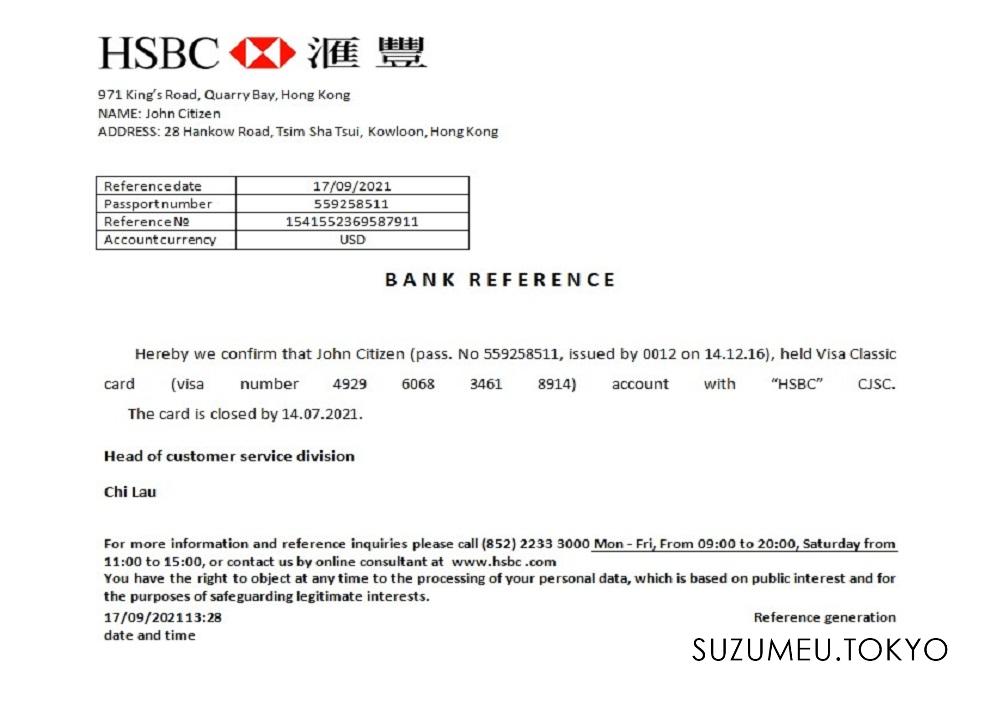 HSBC 滙豐
971 King's Road, Quarry Bay, Hong Kong
NAME: John Citizen
ADDRESS: 28 Hankow Road, Tsim Sha Tsui, Kowloon, Hong Kong
Reference date 17/09/2021
Passport number 559258511
Reference № 1541552369587911
Account currency USD
BANK REFERENCE
Hereby we confirm that John Citizen (pass. No 559258511, issued by 0012 on 14.12.16), held Visa Classic
card (visa number 4929 6068 3461 8914) account with “HSBC” CJSC.
The card is closed by 14.07.2021.
Head of customer service division
Chi Lau
For more information and reference inquiries please call (852) 2233 3000 Mon - Fri, From 09:00 to 20:00, Saturday from
11:00 to 15:00, or contact us by online consultant at www.hsbc .com
You have the right to object at any time to the processing of your personal data, which is based on public interest and for
the purposes of safeguarding legitimate interests.
17/09/202113:28 Reference generation
date and time
SUZUMEU.TOKYO